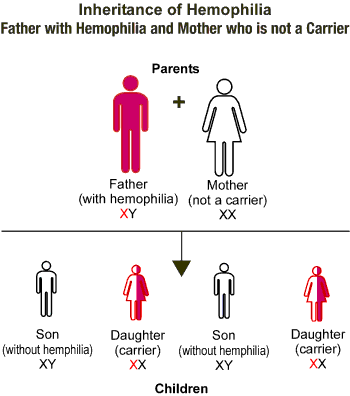 Inheritance of Hemophilia
Father with Hemophilia and Mother who is not a Carrier
Parents
+
Father
(with hemophilia)
XY
Mother
(not a carrier)
XX
Son
(without hemphilia)
XY
Daughter
(carrier)
XX
Son
(without hemphilia)
XY
Daughter
(carrier)
XX
Children